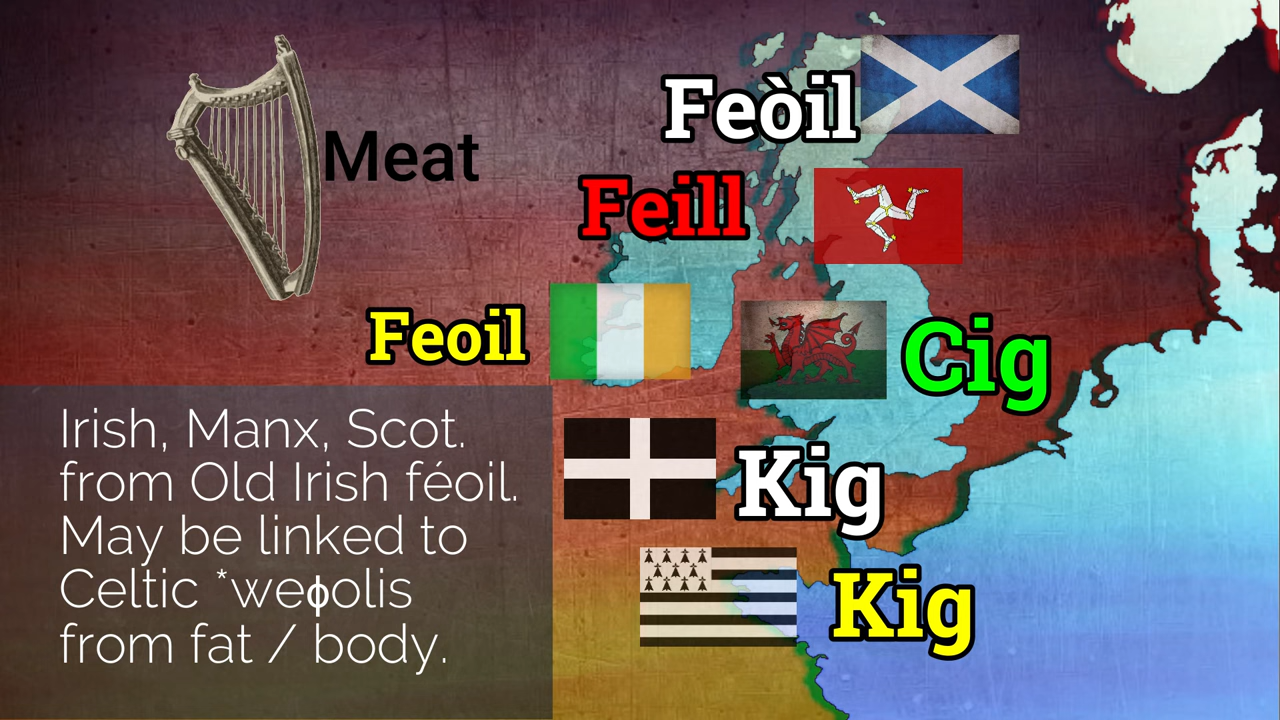 Meat
Feòil
Feill
Feoil
Cig
Kig
Kig
Irish, Manx, Scot.
from Old Irish féoil.
May be linked to
Celtic *weɸolis
from fat / body.